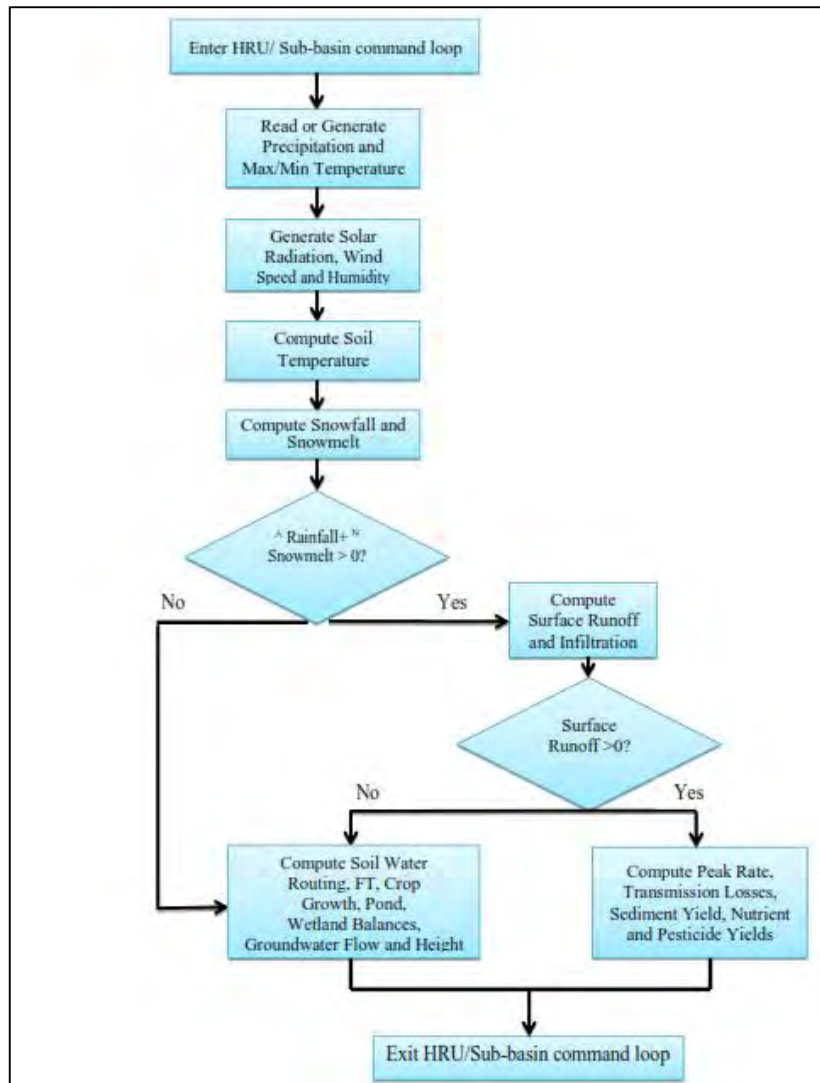 Enter HRU/ Sub-basin command loop
Read or Generate
Precipitation and
Max/Min Temperature
Generate Solar
Radiation, Wind
Speed and Humidity
Compute Soil
Temperature
Compute Snowfall and
Snowmelt
^ Rainfall+ N
Snowmelt > 0?
No
Yes
Compute
Surface Runoff
and Infiltration
Surface
Runoff >0?
No
Yes
Compute Soil Water
Routing, FT, Crop
Growth, Pond,
Wetland Balances,
Groundwater Flow and Height
Compute Peak Rate,
Transmission Losses,
Sediment Yield, Nutrient
and Pesticide Yields
Exit HRU/Sub-basin command loop